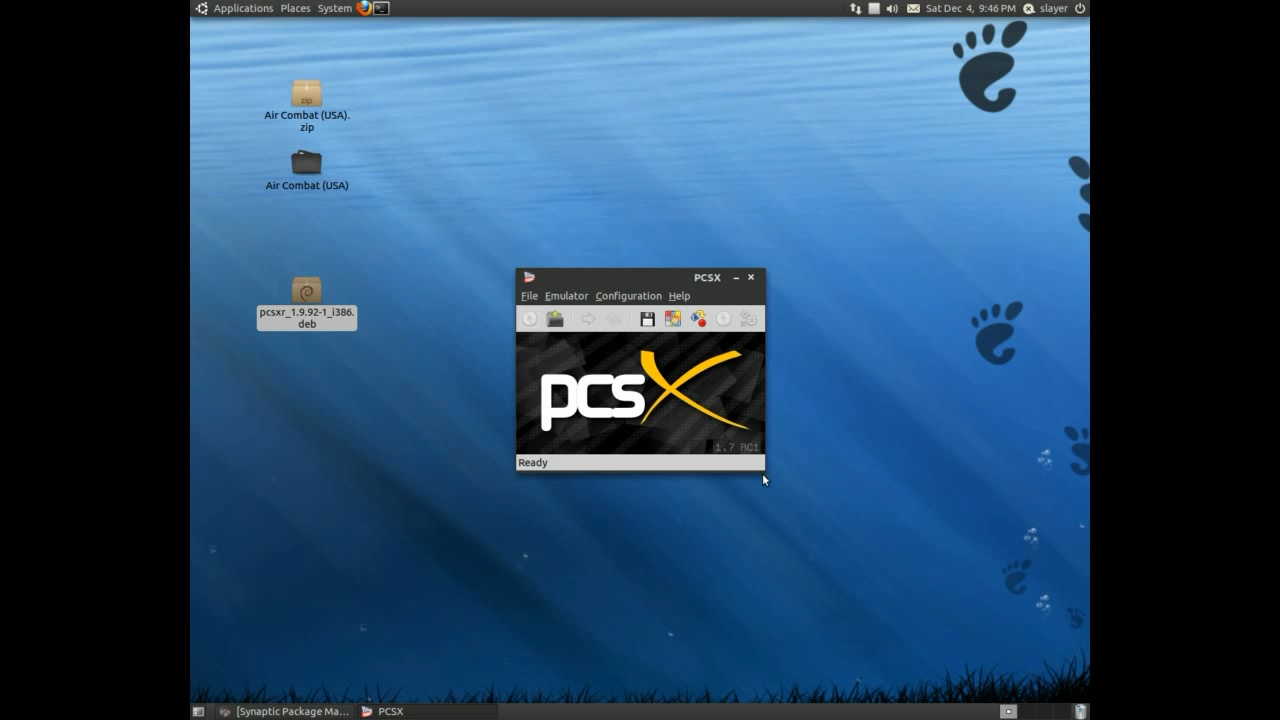 Applications Places System
Sat Dec 4, 9:46 PM slayer
zip
Air Combat (USA).
zip
Air Combat (USA)
pcsxr_1.9.92-1_i386.
deb
PCSX
File Emulator Configuration Help
pcsx
1.7 RC1
Ready
[Synaptic Package Ma...
PCSX